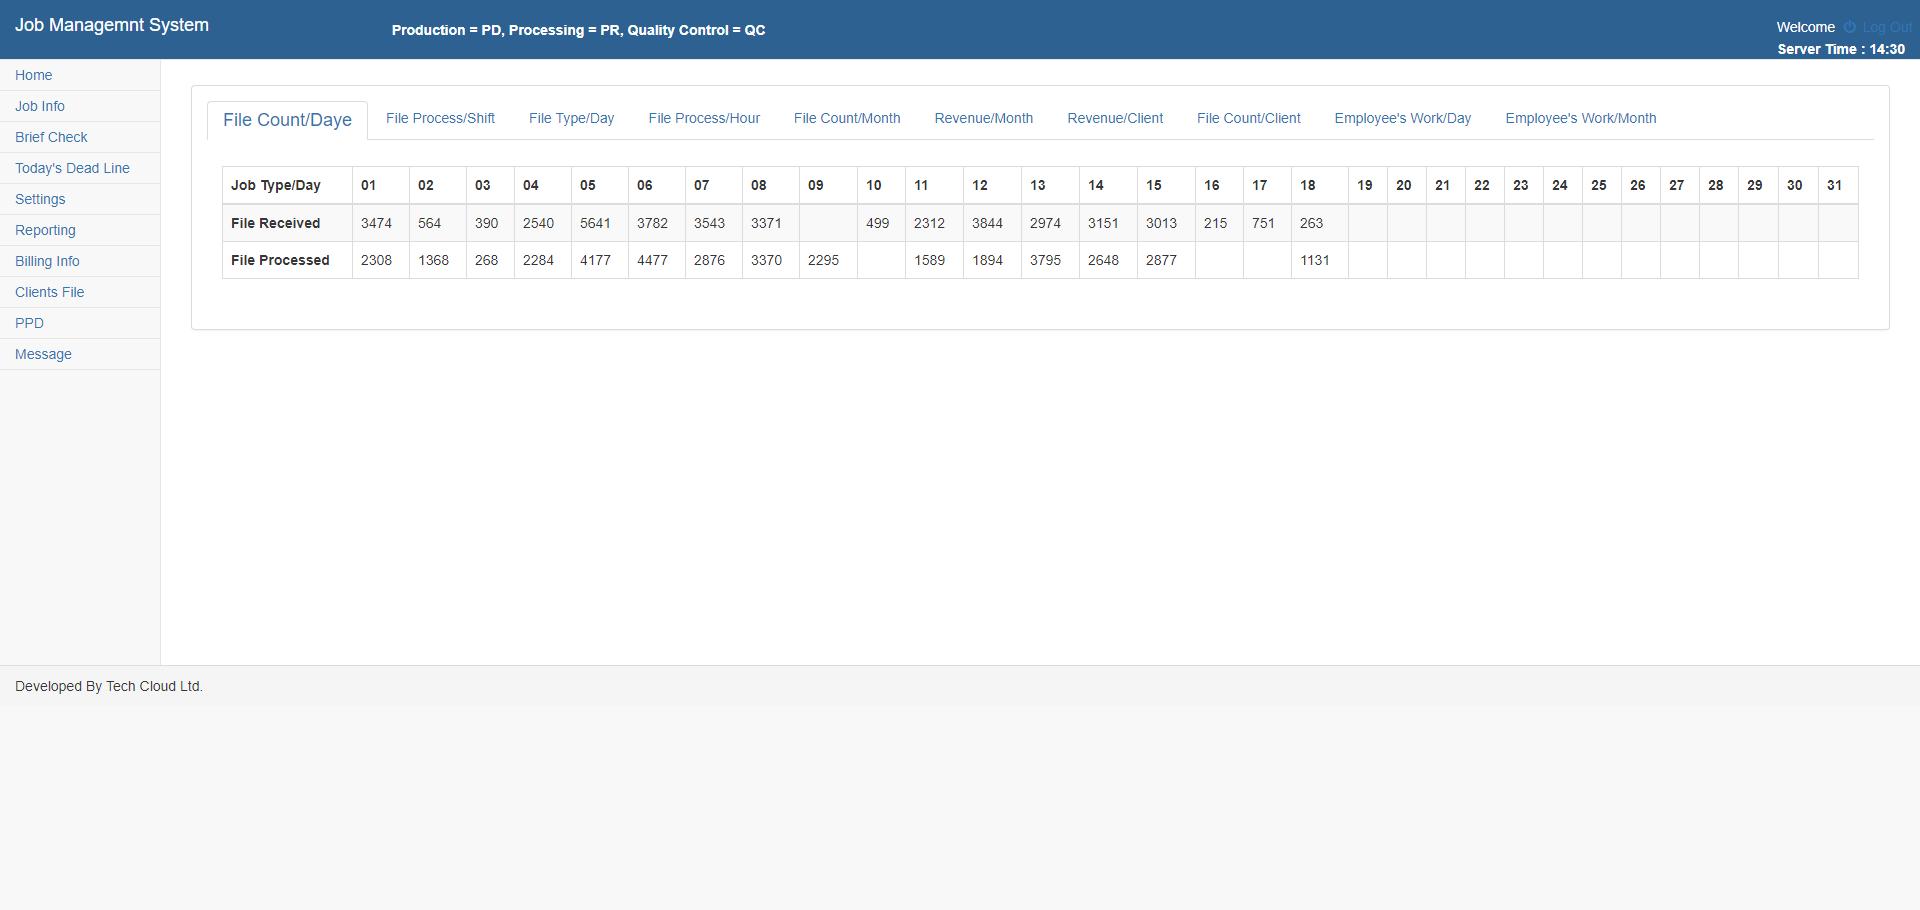 Job Managemnt System
Production = PD, Processing = PR, Quality Control = QC
Welcome Log Out
Server Time : 14:30
Home
Job Info
Brief Check
Today's Dead Line
Settings
Reporting
Billing Info
Clients File
PPD
Message
File Count/Daye File Process/Shift File Type/Day File Process/Hour File Count/Month Revenue/Month Revenue/Client File Count/Client Employee's Work/Day Employee's Work/Month
Job Type/Day 01 02 03 04 05 06 07 08 09 10 11 12 13 14 15 16 17 18 19 20 21 22 23 24 25 26 27 28 29 30 31
File Received 3474 564 390 2540 5641 3782 3543 3371 499 2312 3844 2974 3151 3013 215 751 263
File Processed 2308 1368 268 2284 4177 4477 2876 3370 2295 1589 1894 3795 2648 2877 1131
Developed By Tech Cloud Ltd.